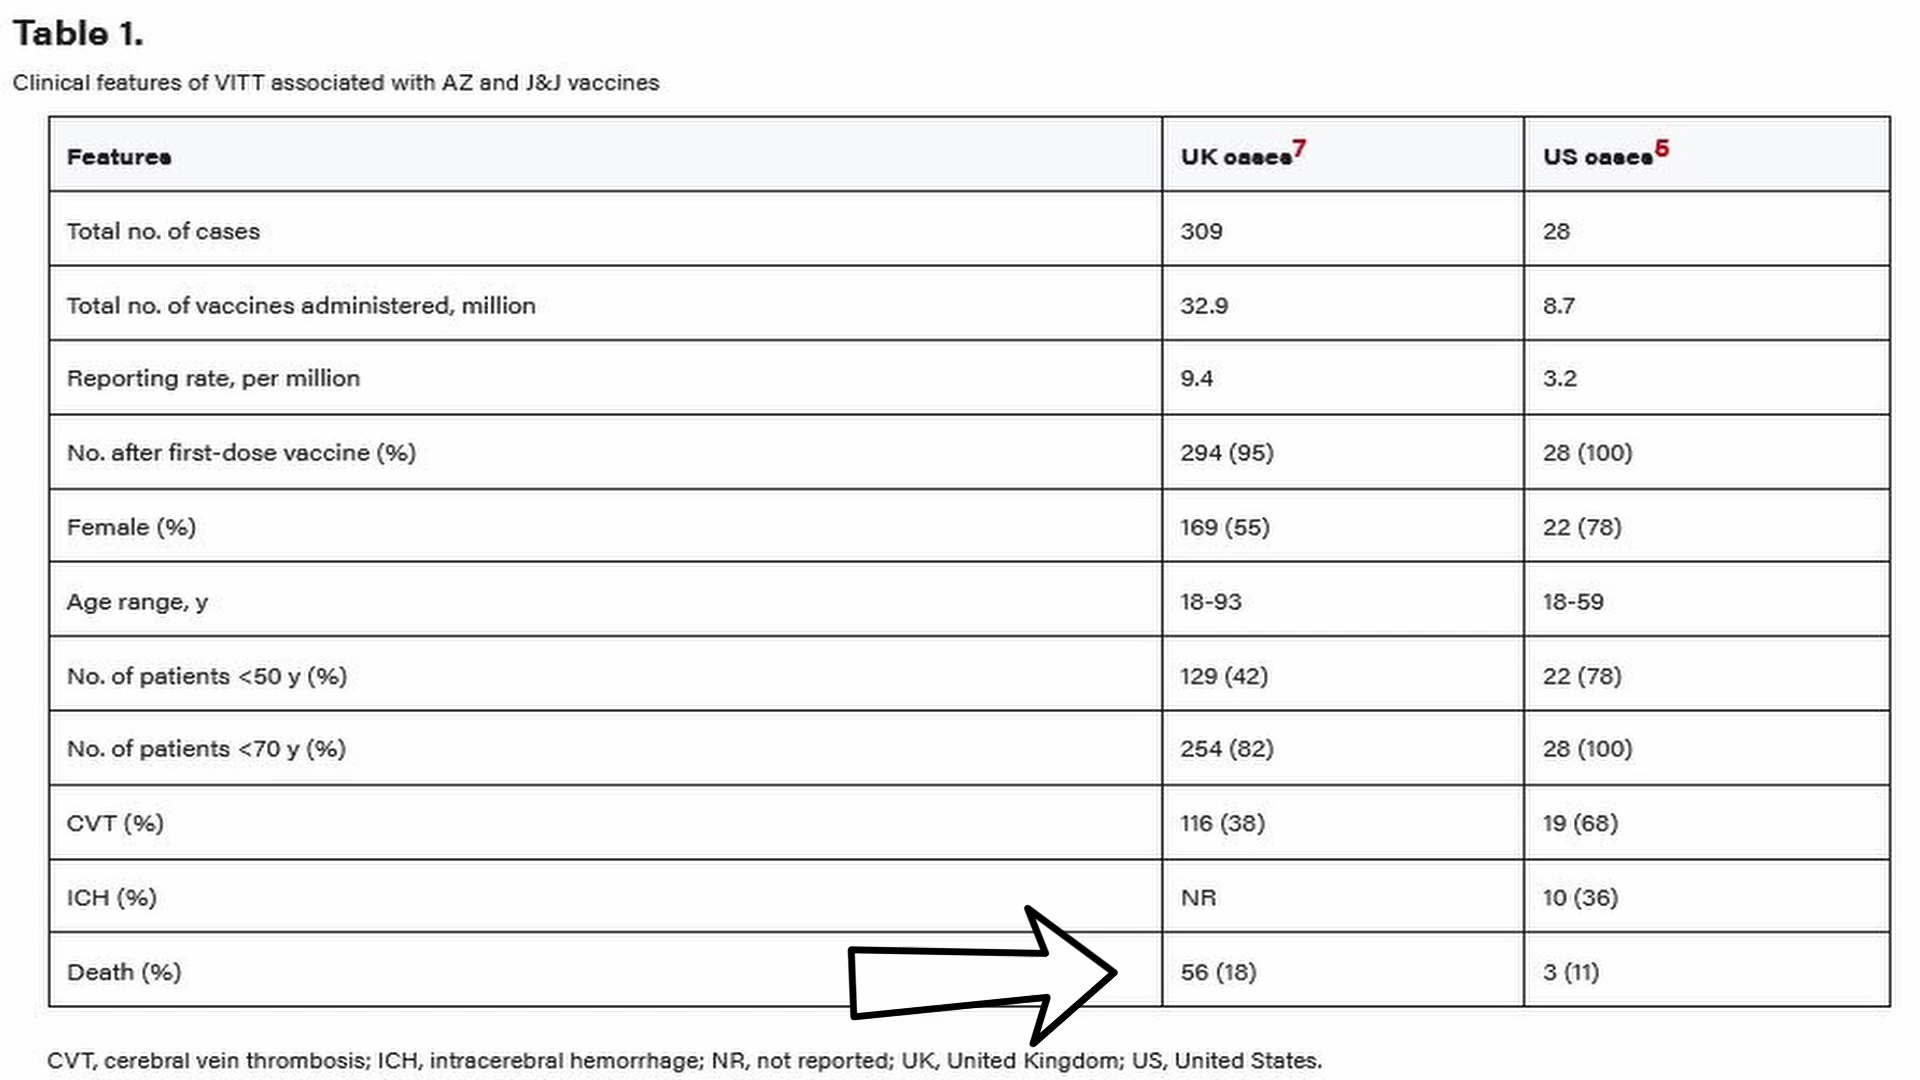 Table 1.
Clinical features of VITT associated with AZ and J&J vaccines
Features UK cases7 US cases5
Total no. of cases 309 28
Total no. of vaccines administered, million 32.9 8.7
Reporting rate, per million 9.4 3.2
No. after first-dose vaccine (%) 294 (95) 28 (100)
Female (%) 169 (55) 22 (78)
Age range, y 18-93 18-59
No. of patients <50 y (%) 129 (42) 22 (78)
No. of patients <70 y (%) 254 (82) 28 (100)
CVT (%) 116 (38) 19 (68)
ICH (%) NR 10 (36)
Death (%) 56 (18) 3 (11)
CVT, cerebral vein thrombosis; ICH, intracerebral hemorrhage; NR, not reported; UK, United Kingdom; US, United States.